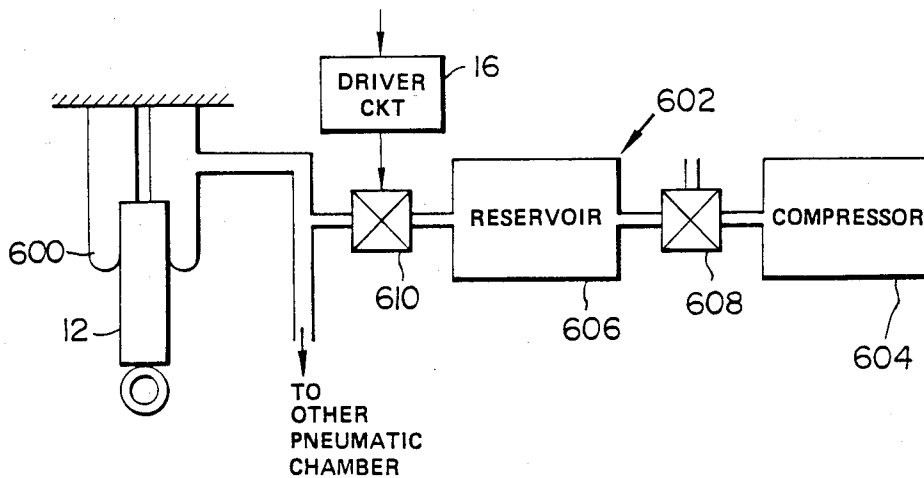 16
DRIVER
CKT
602
600
RESERVOIR
COMPRESSOR
610
608
12
606
604
TO
OTHER
PNEUMATIC
CHAMBER